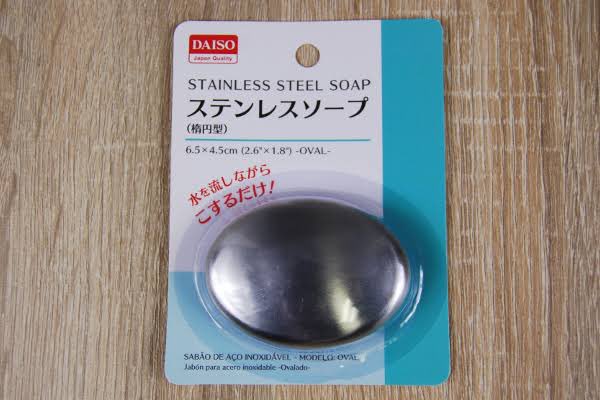 DAISO
Japan Quality
STAINLESS STEEL SOAP
ステンレスソープ
(楕円型)
6.5×4.5cm (2.6"×1.8") -OVAL-
水を流しながら
こするだけ!
SABÃO DE AÇO INOXIDÁVEL - MODELO: OVAL
Jabón para acero inoxidable -Ovalado-